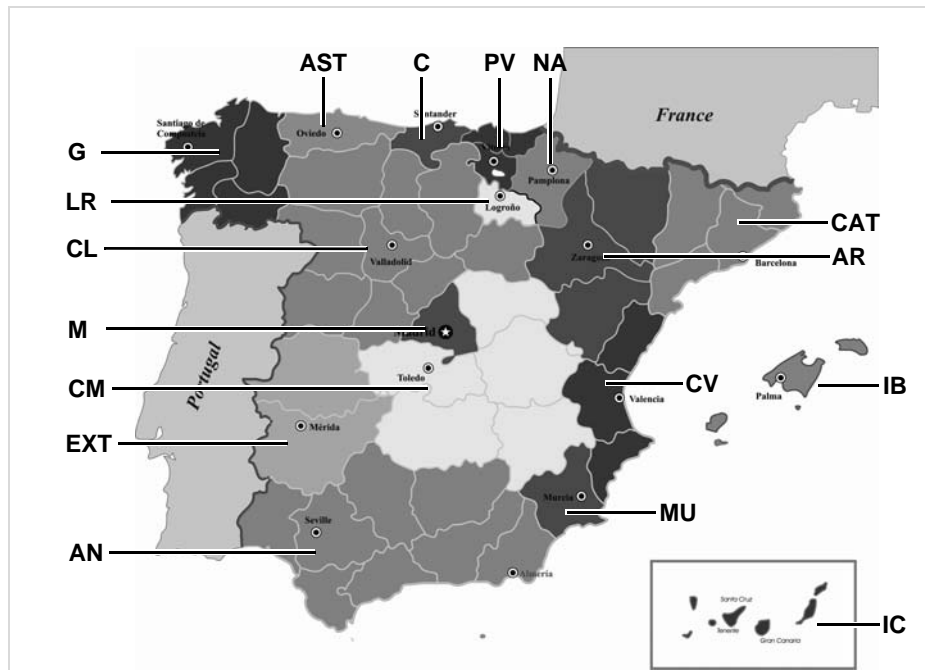 AST
C
PV
NA
France
Santander
Santiago de
Compostela
Oviedo
G
Pamplona
LR
Logroño
CAT
CL
Valladolid
Zarago
AR
Barcelona
M
Madrid
Portugal
CM
Toledo
CV
Valencia
Palma
IB
EXT
Mérida
Murcia
MU
Seville
AN
Almería
Santa Cruz
Tenerife
Gran Canaria
IC